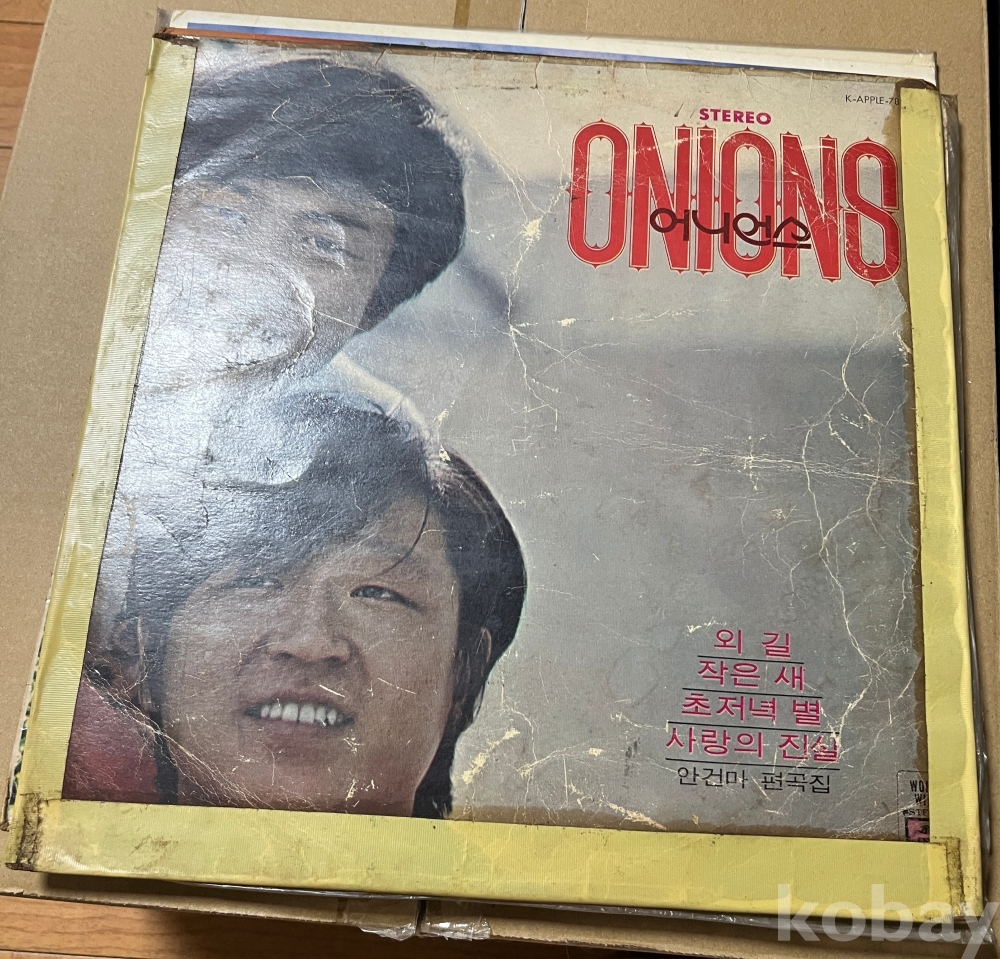 K-APPLE-78
STEREO
ONIONS
어니언스
외 길
작은 새
초저녁 별
사랑의 진실
안건마 편곡집
kobay